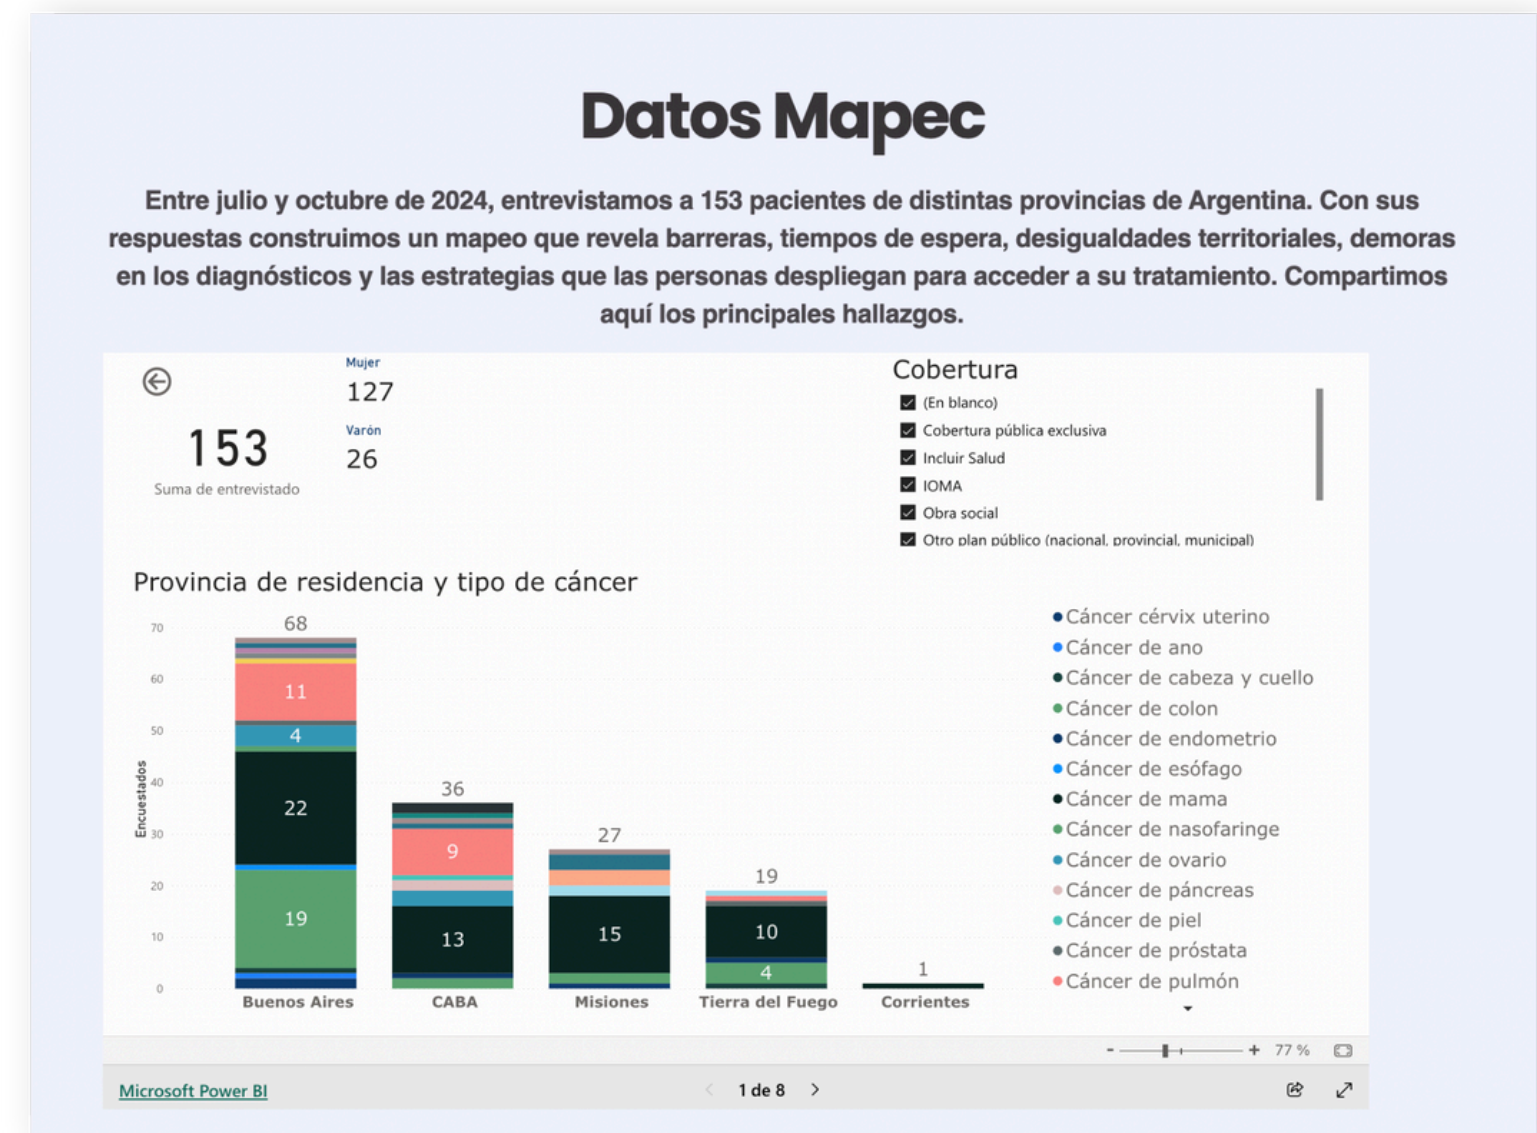 Datos Mapec
Entre julio y octubre de 2024, entrevistamos a 153 pacientes de distintas provincias de Argentina. Con sus
respuestas construimos un mapeo que revela barreras, tiempos de espera, desigualdades territoriales, demoras
en los diagnósticos y las estrategias que las personas despliegan para acceder a su tratamiento. Compartimos
aquí los principales hallazgos.
153
Suma de entrevistado
Mujer
127
Varón
26
Cobertura
(En blanco)
Cobertura pública exclusiva
Incluir Salud
IOMA
Obra social
Otro plan público (nacional, provincial, municipal)
Provincia de residencia y tipo de cáncer
Encuestados
70
60
50
40
30
20
10
0
68
11
4
22
19
Buenos Aires
36
9
13
CABA
27
15
Misiones
19
10
4
Tierra del Fuego
1
Corrientes
Cáncer cérvix uterino
Cáncer de ano
Cáncer de cabeza y cuello
Cáncer de colon
Cáncer de endometrio
Cáncer de esófago
Cáncer de mama
Cáncer de nasofaringe
Cáncer de ovario
Cáncer de páncreas
Cáncer de piel
Cáncer de próstata
Cáncer de pulmón
- + 77 %
Microsoft Power BI
1 de 8